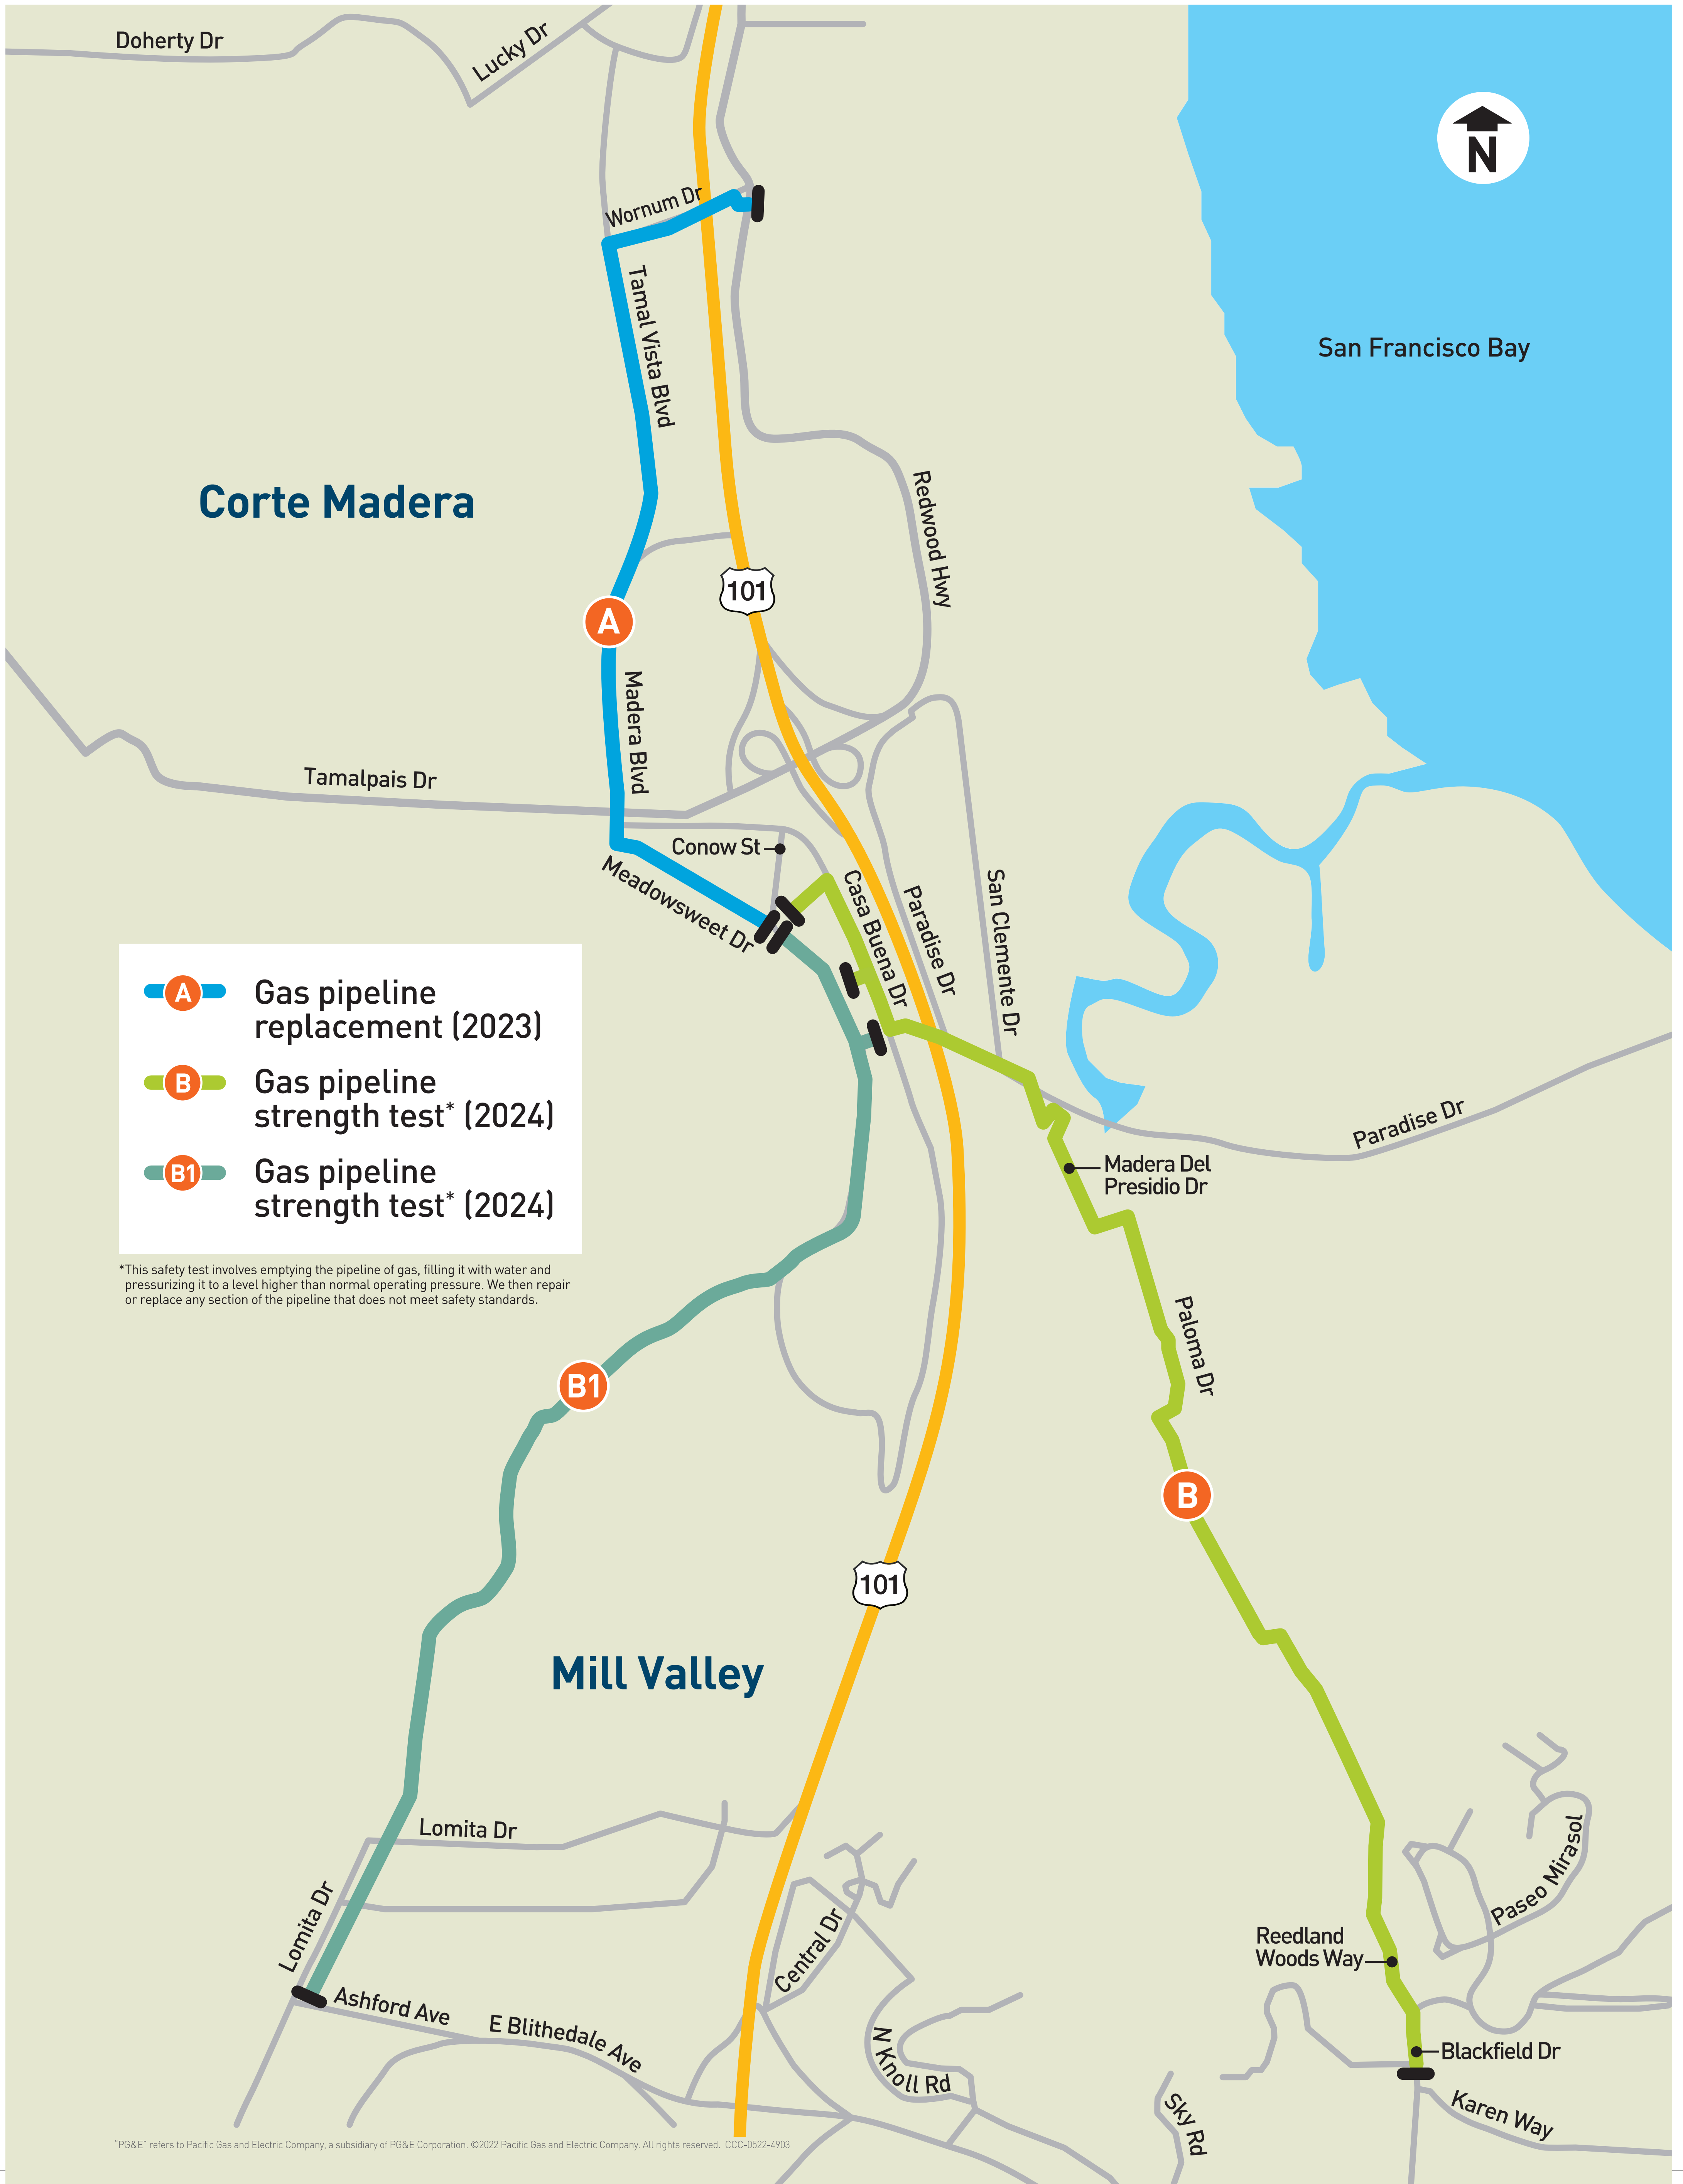 Doherty Dr
Lucky Dr
N
Wornum Dr
Tamal Vista Blvd
San Francisco Bay
Corte Madera
Redwood Hwy
101
A
Madera Blvd
Tamalpais Dr
Conow St
Meadowsweet Dr
Casa Buena Dr
Paradise Dr
San Clemente Dr
A
Gas pipeline
replacement (2023)
B
Gas pipeline
strength test* (2024)
B1
Gas pipeline
strength test* (2024)
*This safety test involves emptying the pipeline of gas, filling it with water and
pressurizing it to a level higher than normal operating pressure. We then repair
or replace any section of the pipeline that does not meet safety standards.
Paradise Dr
Madera Del
Presidio Dr
Paloma Dr
B1
B
101
Mill Valley
Lomita Dr
Lomita Dr
Paseo Mirasol
Central Dr
Reedland
Woods Way
Ashford Ave
E Blithedale Ave
N Knoll Rd
Blackfield Dr
Karen Way
Sky Rd
"PG&E" refers to Pacific Gas and Electric Company, a subsidiary of PG&E Corporation. ©2022 Pacific Gas and Electric Company. All rights reserved. CCC-0522-4903